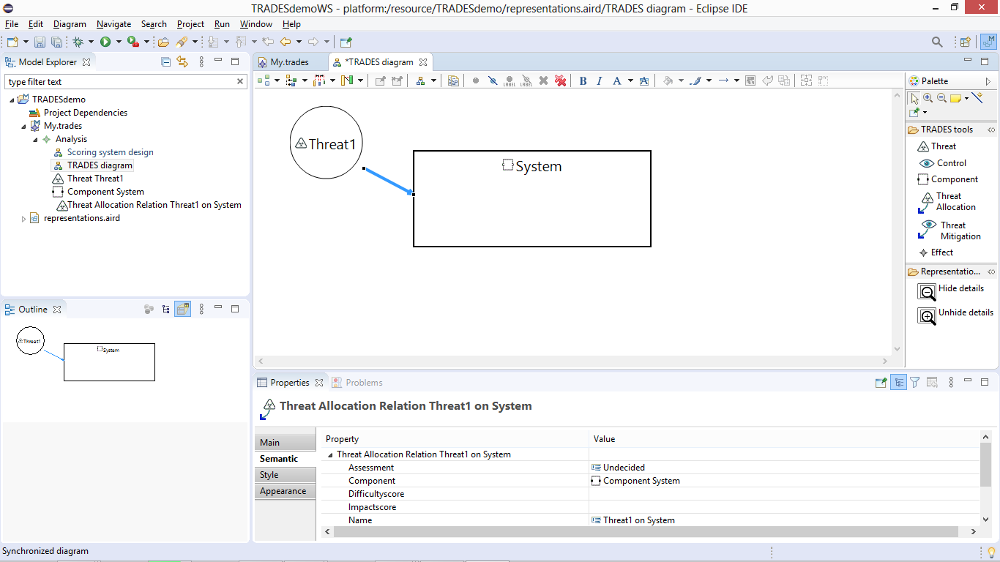 TRADESdemoWS - platform:/resource/TRADESdemo/representations.aird/TRADES diagram - Eclipse IDE
File Edit Diagram Navigate Search Project Run Window Help
Model Explorer
type filter text
TRADESdemo
Project Dependencies
My.trades
Analysis
Scoring system design
TRADES diagram
Threat Threat1
Component System
Threat Allocation Relation Threat1 on System
representations.aird
Outline
Threat1
System
My.trades
*TRADES diagram
LABEL LABEL
B I A A
Threat1
System
Palette
TRADES tools
Threat
Control
Component
Threat
Allocation
Threat
Mitigation
Effect
Representatio...
Hide details
Unhide details
Properties
Problems
Threat Allocation Relation Threat1 on System
Main
Semantic
Style
Appearance
Property Value
Threat Allocation Relation Threat1 on System
Assessment Undecided
Component Component System
Difficultyscore
Impactscore
Name Threat1 on System
Synchronized diagram